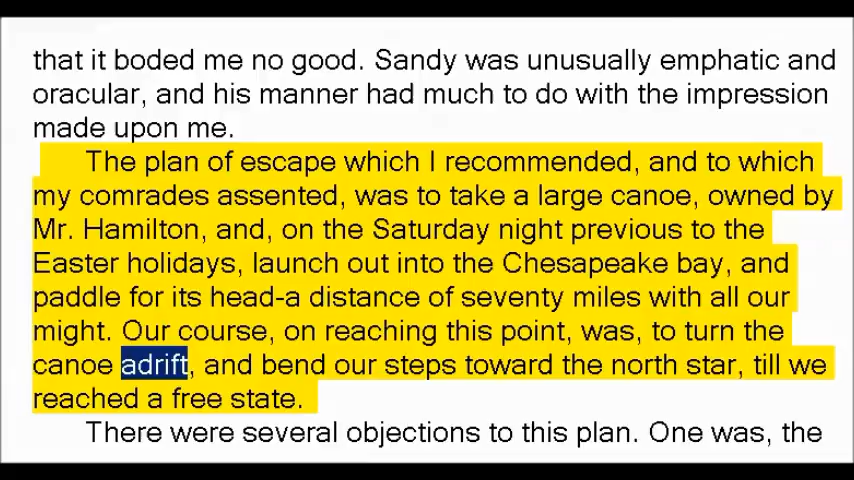 that it boded me no good. Sandy was unusually emphatic and
oracular, and his manner had much to do with the impression
made upon me.
The plan of escape which I recommended, and to which
my comrades assented, was to take a large canoe, owned by
Mr. Hamilton, and, on the Saturday night previous to the
Easter holidays, launch out into the Chesapeake bay, and
paddle for its head-a distance of seventy miles with all our
might. Our course, on reaching this point, was, to turn the
canoe adrift, and bend our steps toward the north star, till we
reached a free state.
There were several objections to this plan. One was, the